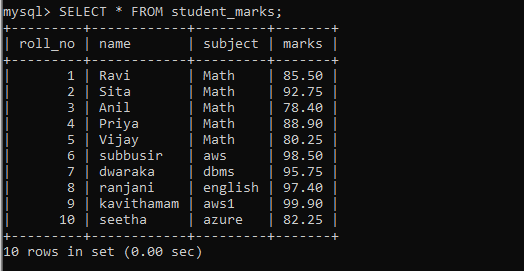 mysql> SELECT * FROM student_marks;
+---------+------------+---------+-------+
| roll_no | name       | subject | marks |
+---------+------------+---------+-------+
|       1 | Ravi       | Math    | 85.50 |
|       2 | Sita       | Math    | 92.75 |
|       3 | Anil       | Math    | 78.40 |
|       4 | Priya      | Math    | 88.90 |
|       5 | Vijay      | Math    | 80.25 |
|       6 | subbusir   | aws     | 98.50 |
|       7 | dwaraka    | dbms    | 95.75 |
|       8 | ranjani    | english | 97.40 |
|       9 | kavithamam | aws1    | 99.90 |
|      10 | seetha     | azure   | 82.25 |
+---------+------------+---------+-------+
10 rows in set (0.00 sec)